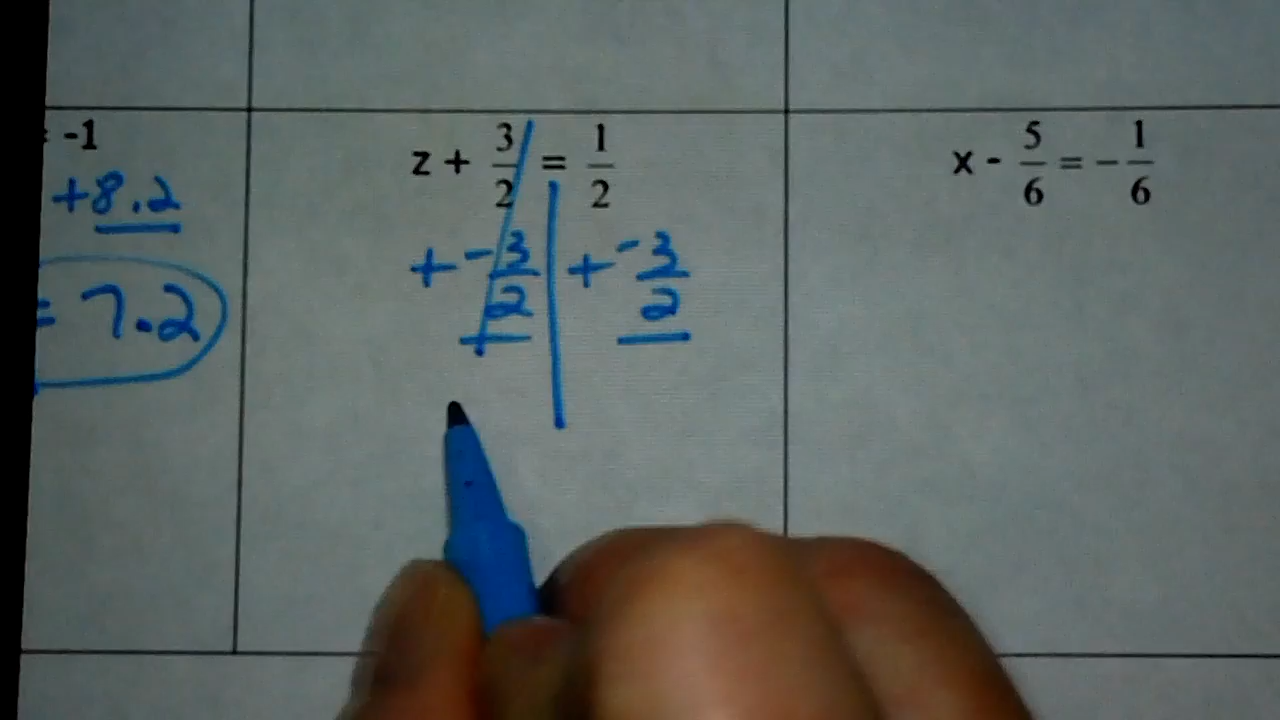 = -1
+8.2
= 7.2
z + 3/2 = 1/2
+ -3/2 + -3/2
x - 5/6 = - 1/6